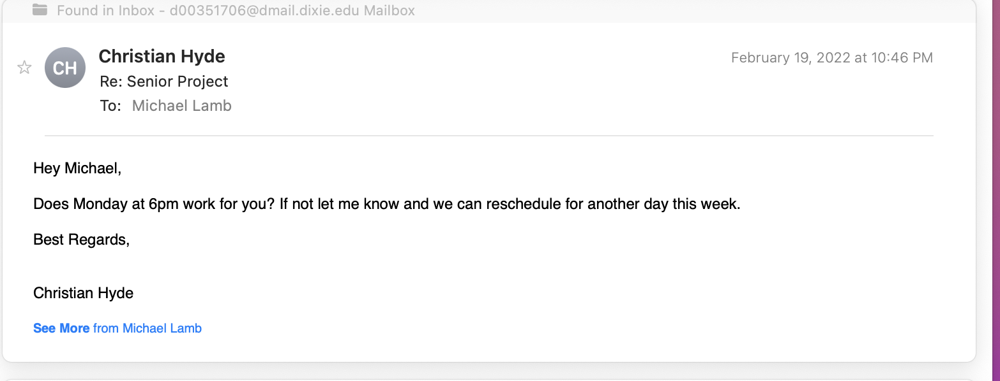 Found in Inbox - d00351706@dmail.dixie.edu Mailbox
CH
Christian Hyde
February 19, 2022 at 10:46 PM
Re: Senior Project
To: Michael Lamb
Hey Michael,
Does Monday at 6pm work for you? If not let me know and we can reschedule for another day this week.
Best Regards,
Christian Hyde
See More from Michael Lamb